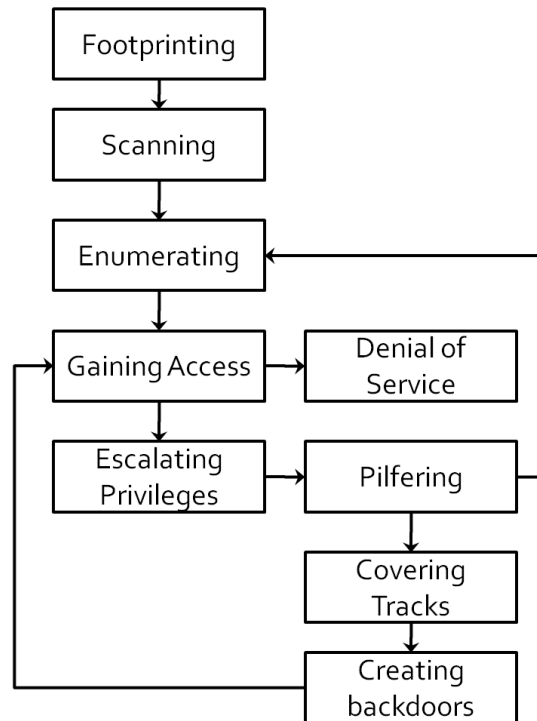 Footprinting
Scanning
Enumerating
Gaining Access
Denial of
Service
Escalating
Privileges
Pilfering
Covering
Tracks
Creating
backdoors